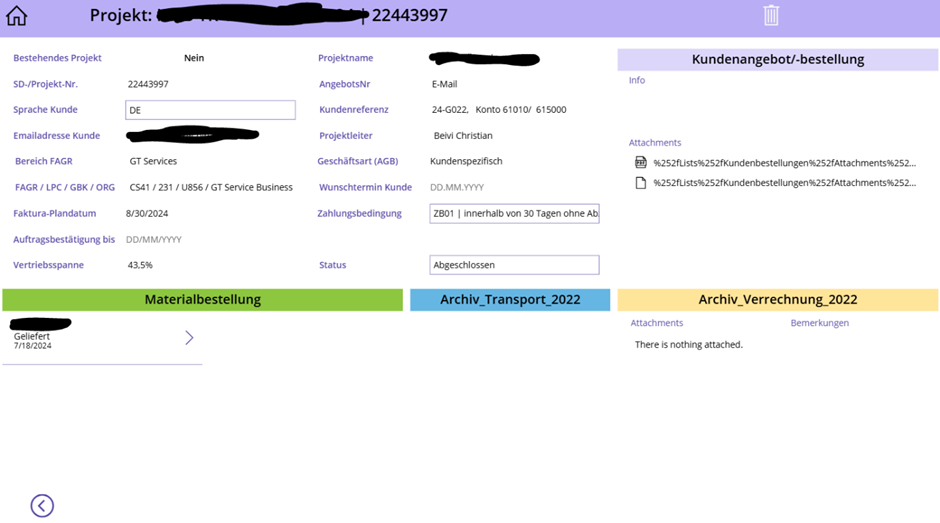 Projekt: | 22443997
Bestehendes Projekt Nein
SD-/Projekt-Nr. 22443997
Sprache Kunde DE
Emailadresse Kunde
Bereich FAGR GT Services
FAGR / LPC / GBK / ORG CS41 / 231 / U856 / GT Service Business
Faktura-Plandatum 8/30/2024
Auftragsbestätigung bis DD/MM/YYYY
Vertriebsspanne 43,5%
Projektname
AngebotsNr E-Mail
Kundenreferenz 24-G022, Konto 61010/ 615000
Projektleiter Beivi Christian
Geschäftsart (AGB) Kundenspezifisch
Wunschtermin Kunde DD.MM.YYYY
Zahlungsbedingung ZB01 | innerhalb von 30 Tagen ohne Ab
Status Abgeschlossen
Kundenangebot/-bestellung
Info
Attachments
%252fLists%252fKundenbestellungen%252fAttachments%252...
%252fLists%252fKundenbestellungen%252fAttachments%252...
Materialbestellung
Geliefert
7/18/2024
Archiv_Transport_2022
Archiv_Verrechnung_2022
Attachments Bemerkungen
There is nothing attached.